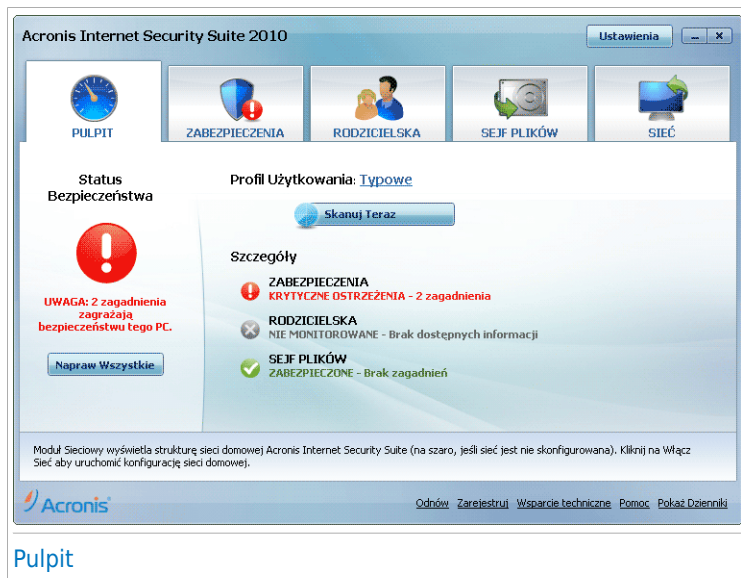 Acronis Internet Security Suite 2010
Ustawienia
PULPIT
ZABEZPIECZENIA
RODZICIELSKA
SEJF PLIKÓW
SIEĆ
Status
Bezpieczeństwa
UWAGA: 2 zagadnienia
zagrażają
bezpieczeństwu tego PC.
Napraw Wszystkie
Profil Użytkowania: Typowe
Skanuj Teraz
Szczegóły
ZABEZPIECZENIA
KRYTYCZNE OSTRZEŻENIA - 2 zagadnienia
RODZICIELSKA
NIE MONITOROWANE - Brak dostępnych informacji
SEJF PLIKÓW
ZABEZPIECZONE - Brak zagadnień
Moduł Sieciowy wyświetla strukturę sieci domowej Acronis Internet Security Suite (na szaro, jeśli sieć jest nie skonfigurowana). Kliknij na Włącz
Sieć aby uruchomić konfigurację sieci domowej.
Acronis
Odnów Zarejestruj Wsparcie techniczne Pomoc Pokaż Dzienniki
Pulpit